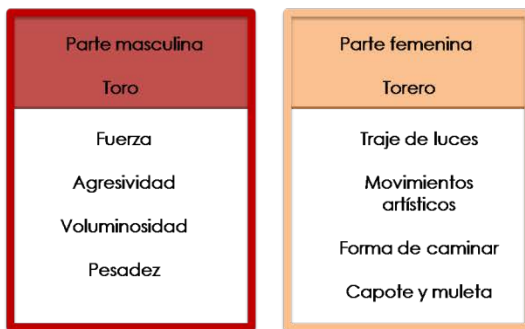 Parte masculina
Toro
Fuerza
Agresividad
Voluminosidad
Pesadez
Parte femenina
Torero
Traje de luces
Movimientos
artísticos
Forma de caminar
Capote y muleta